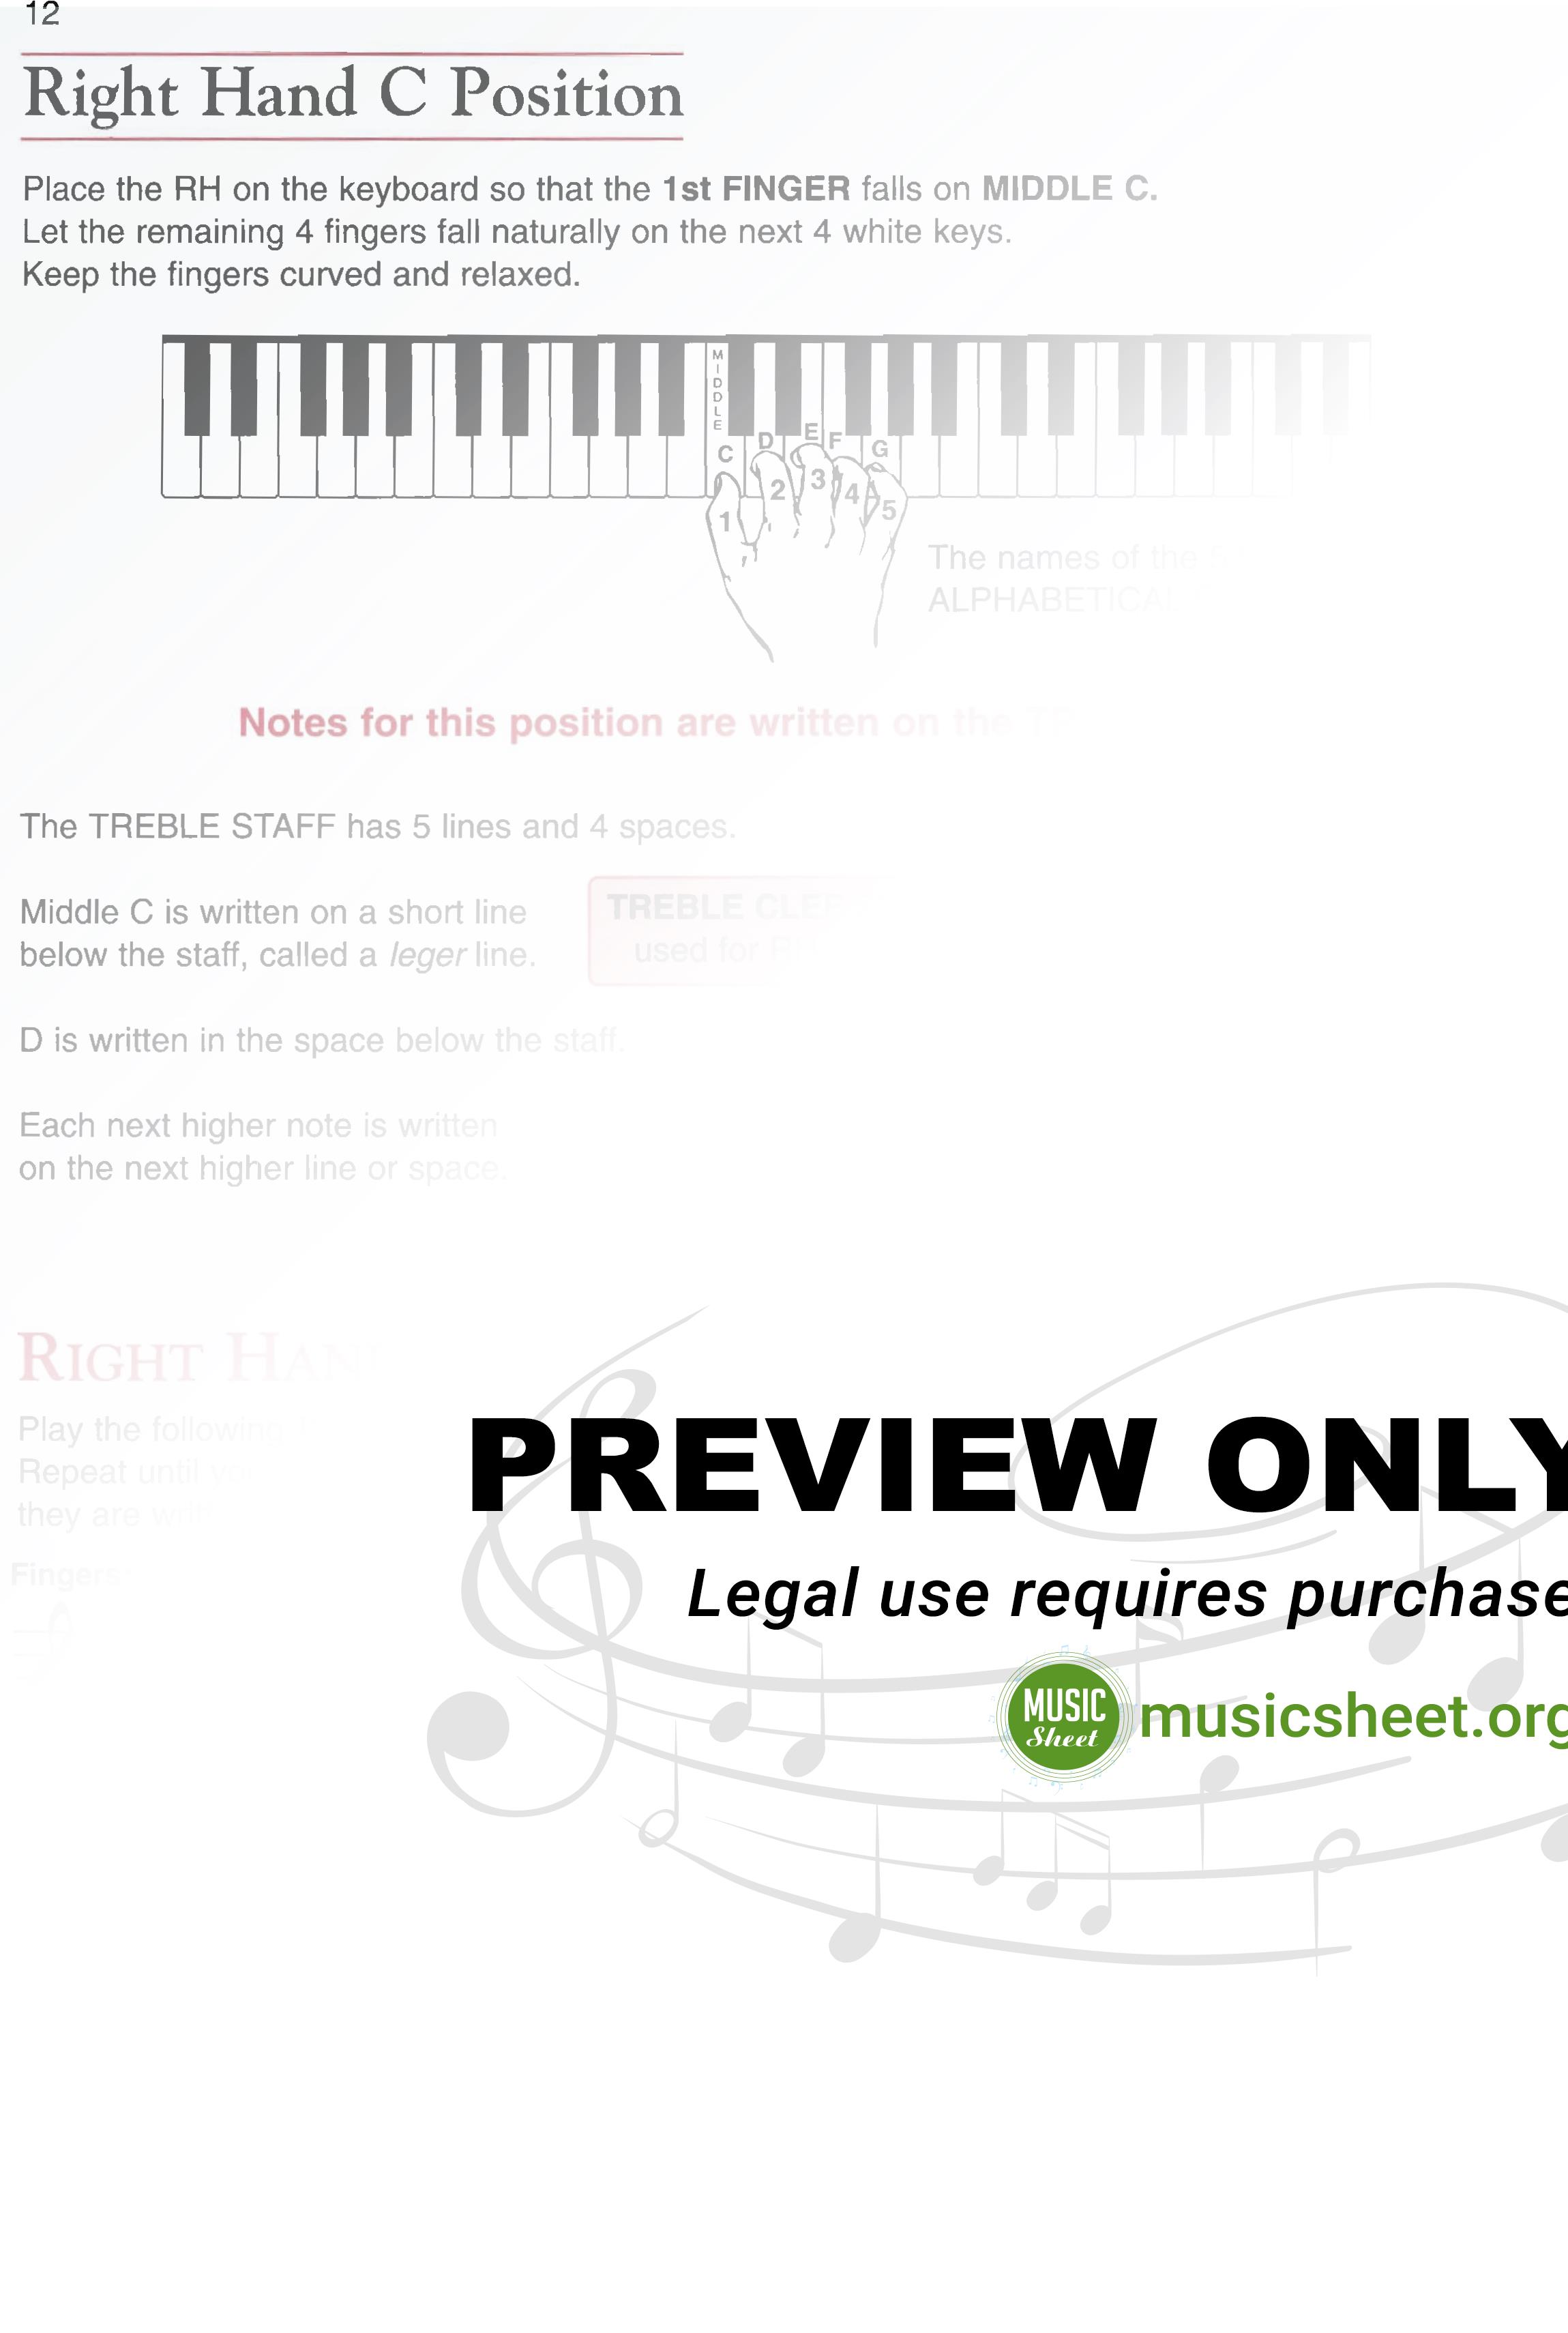 12
Right Hand C Position
Place the RH on the keyboard so that the 1st FINGER falls on MIDDLE C.
Let the remaining 4 fingers fall naturally on the next 4 white keys.
Keep the fingers curved and relaxed.
MIDDLE
C D E F G
1 2 3 4 5
The names of the
ALPHABETICAL
Notes for this position are written on the
The TREBLE STAFF has 5 lines and 4 spaces.
Middle C is written on a short line
below the staff, called a leger line.
TREBLE CLEF
used for
D is written in the space below the staff.
Each next higher note is written
on the next higher line or space.
RIGHT HAN
Play the following
Repeat until
they are
Fingers
PREVIEW ONLY
Legal use requires purchase
MUSIC
Sheet
musicsheet.org